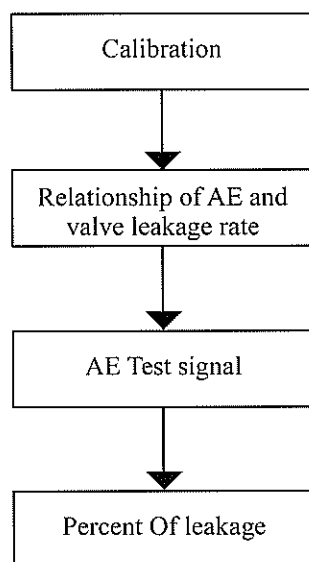 Calibration
Relationship of AE and
valve leakage rate
AE Test signal
Percent Of leakage